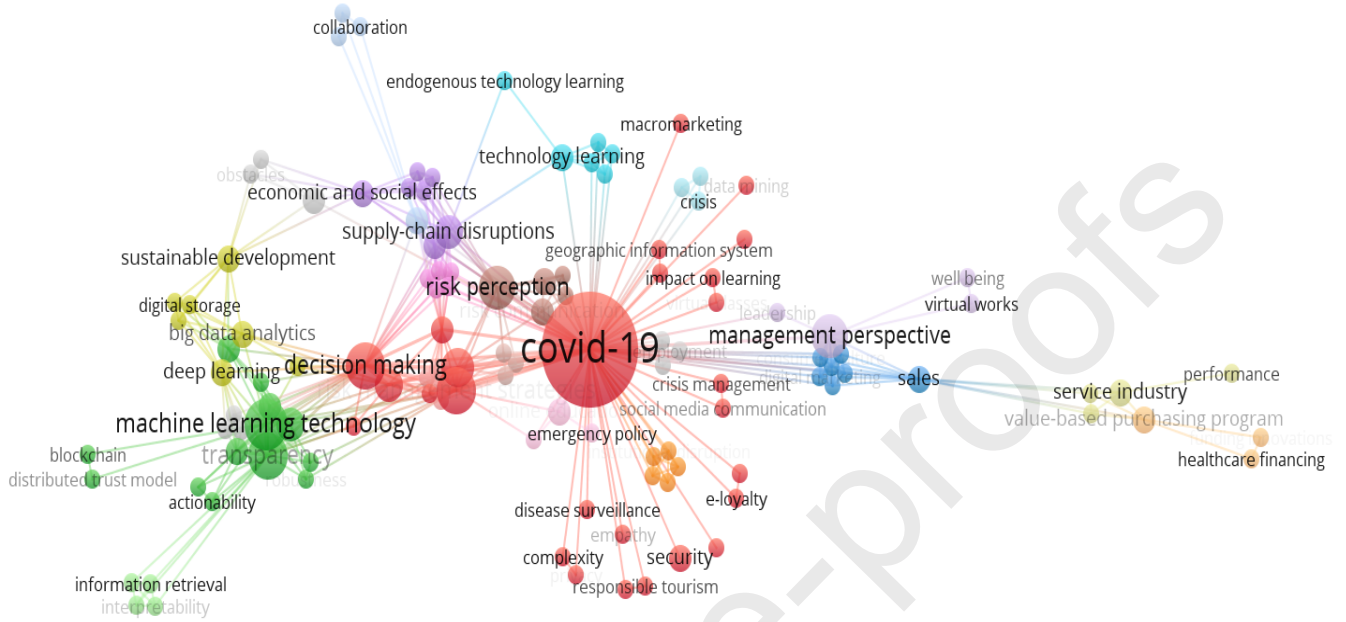 collaboration
endogenous technology learning
macromarketing
technology learning
obstacles
economic and social effects
data mining
crisis
supply-chain disruptions
geographic information system
sustainable development
impact on learning
well being
risk perception
digital storage
virtual works
leadership
big data analytics
management perspective
covid-19
decision making
deep learning
sales
performance
crisis management
service industry
social media communication
value-based purchasing program
machine learning technology
emergency policy
blockchain
transparency
healthcare financing
distributed trust model
robustness
actionability
e-loyalty
disease surveillance
empathy
complexity
security
information retrieval
responsible tourism
interpretability
e-proofs